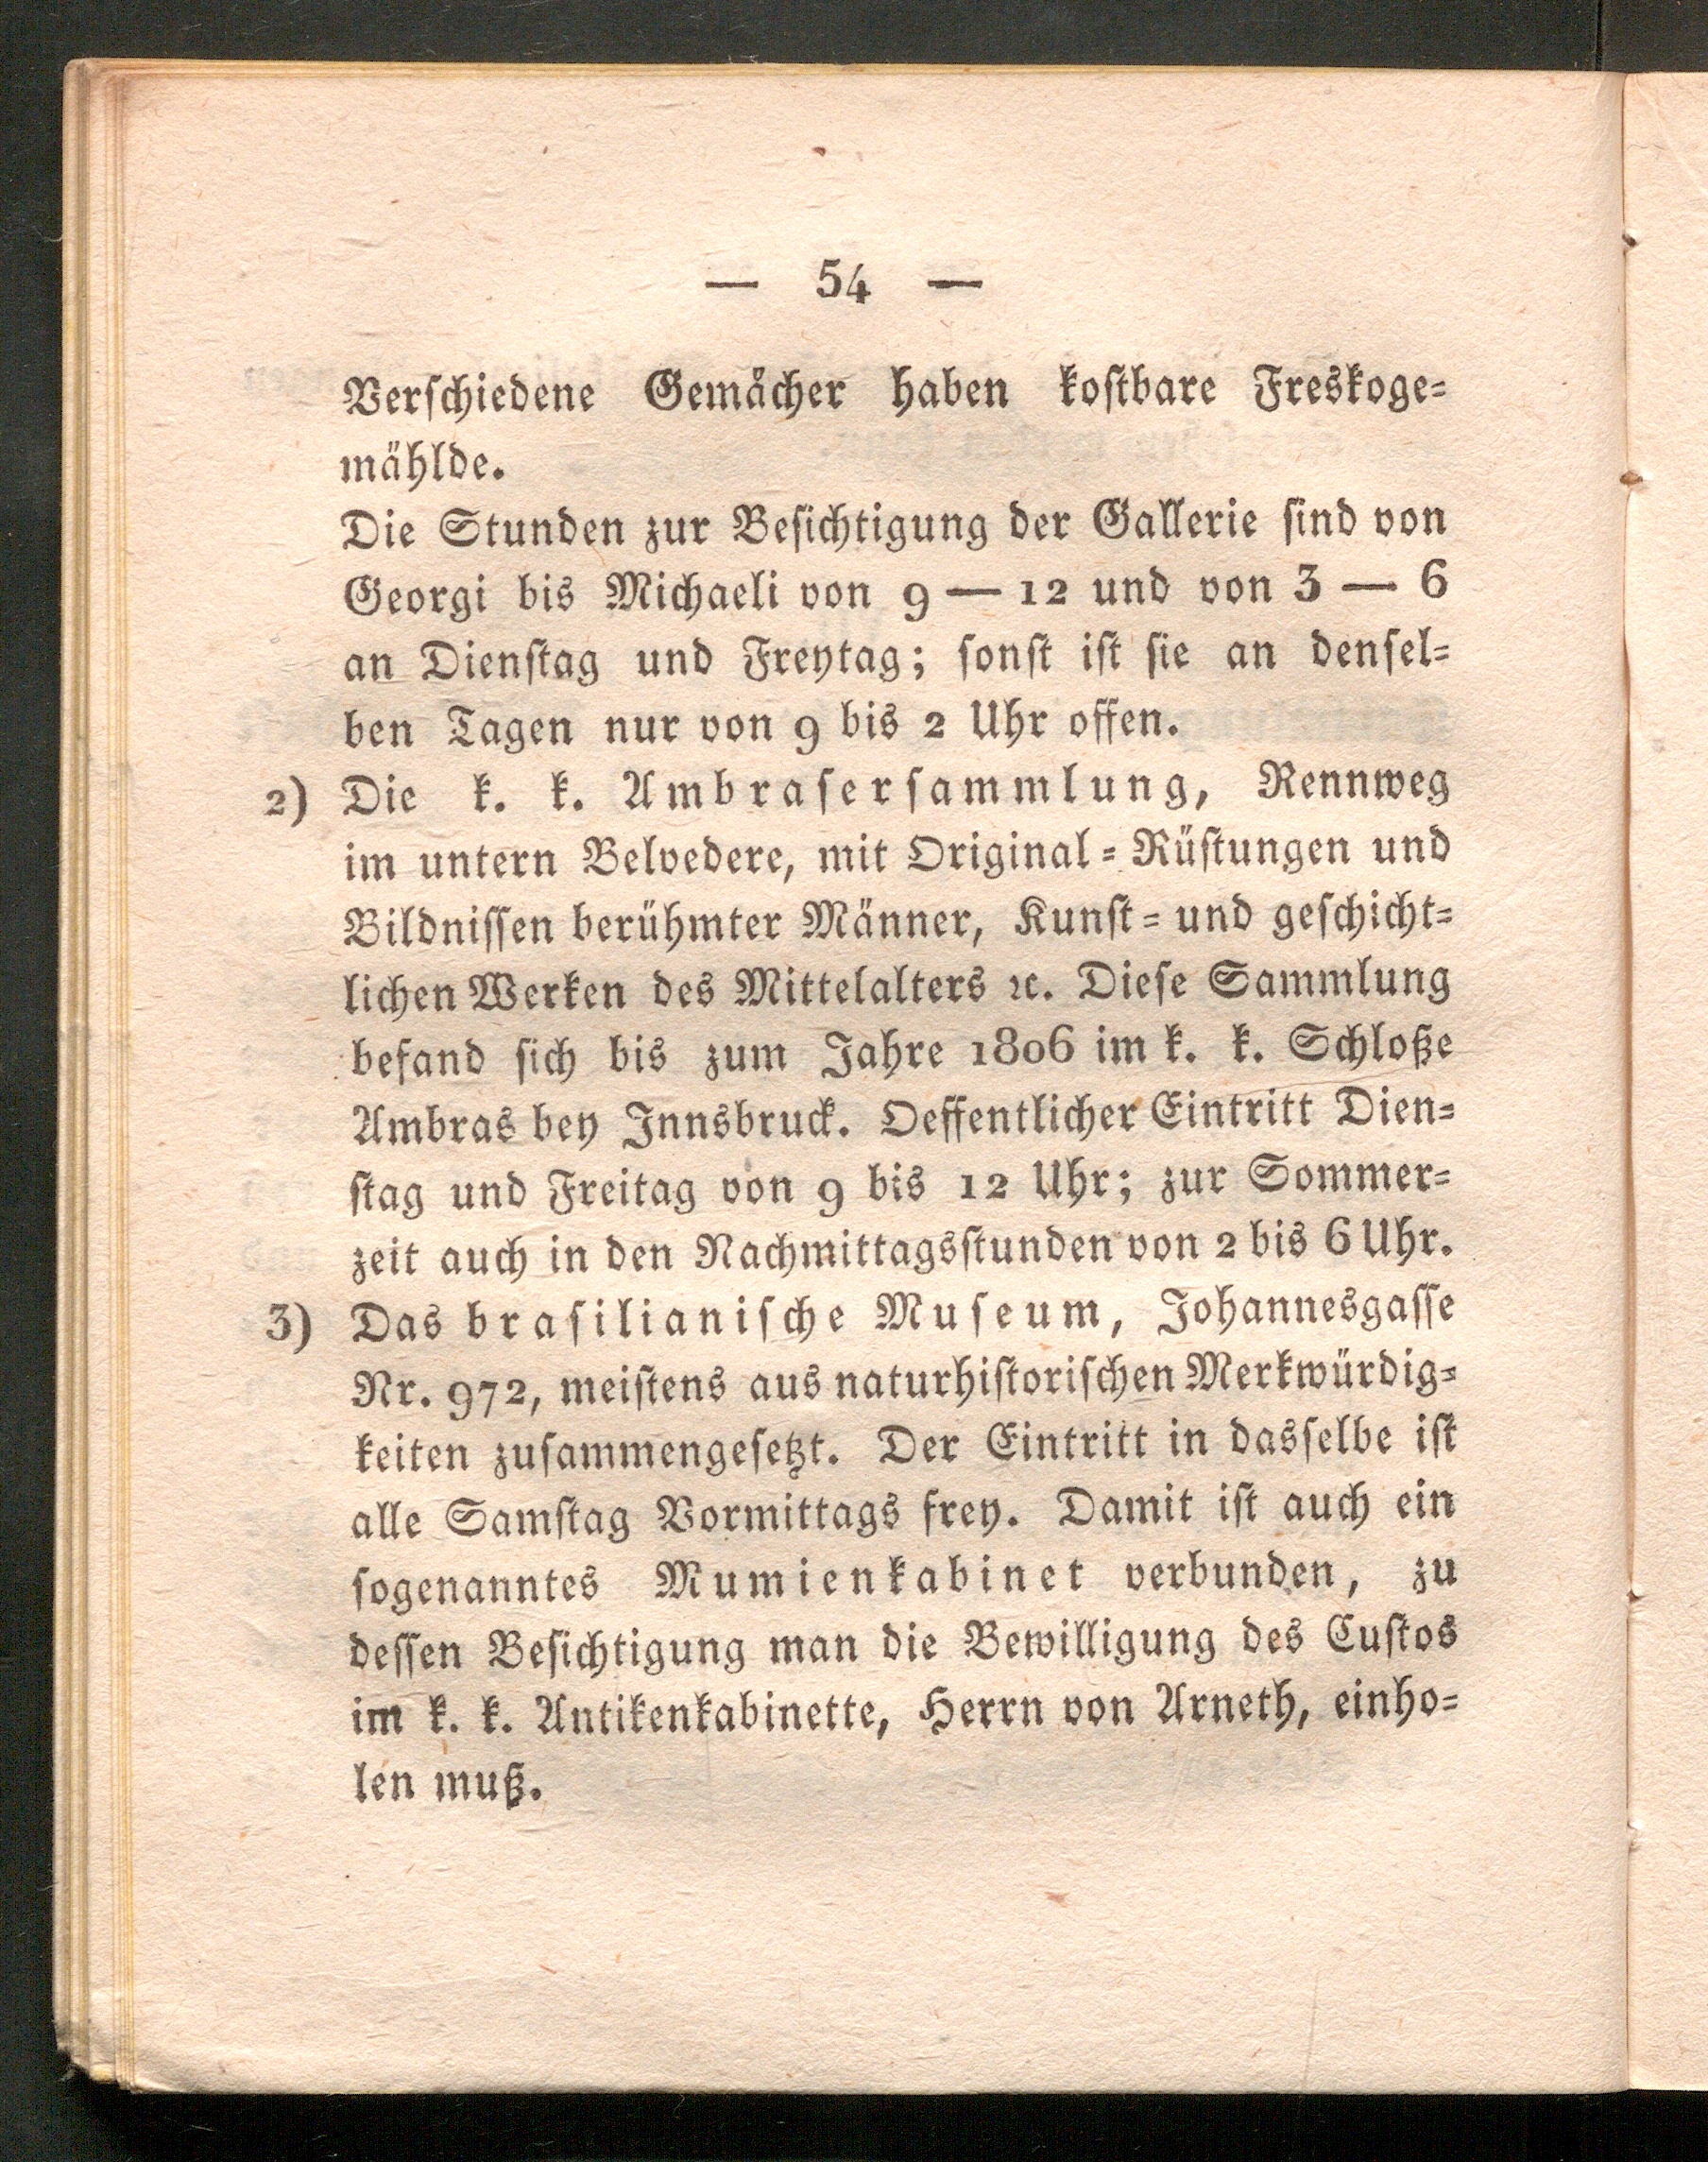 — 54 —
Verschiedene Gemächer haben kostbare Freskoge=
mählde.
Die Stunden zur Besichtigung der Gallerie sind von
Georgi bis Michaeli von 9 — 12 und von 3 — 6
an Dienstag und Freytag; sonst ist sie an densel=
ben Tagen nur von 9 bis 2 Uhr offen.
2) Die k. k. Ambrasersammlung, Rennweg
im untern Belvedere, mit Original = Rüstungen und
Bildnissen berühmter Männer, Kunst = und geschicht=
lichen Werken des Mittelalters ꝛc. Diese Sammlung
befand sich bis zum Jahre 1806 im k. k. Schloße
Ambras bey Innsbruck. Oeffentlicher Eintritt Dien=
stag und Freitag von 9 bis 12 Uhr; zur Sommer=
zeit auch in den Nachmittagsstunden von 2 bis 6 Uhr.
3) Das brasilianische Museum, Johannesgasse
Nr. 972, meistens aus naturhistorischen Merkwürdig=
keiten zusammengesetzt. Der Eintritt in dasselbe ist
alle Samstag Vormittags frey. Damit ist auch ein
sogenanntes Mumienkabinet verbunden, zu
dessen Besichtigung man die Bewilligung des Custos
im k. k. Antikenkabinette, Herrn von Arneth, einho=
len muß.